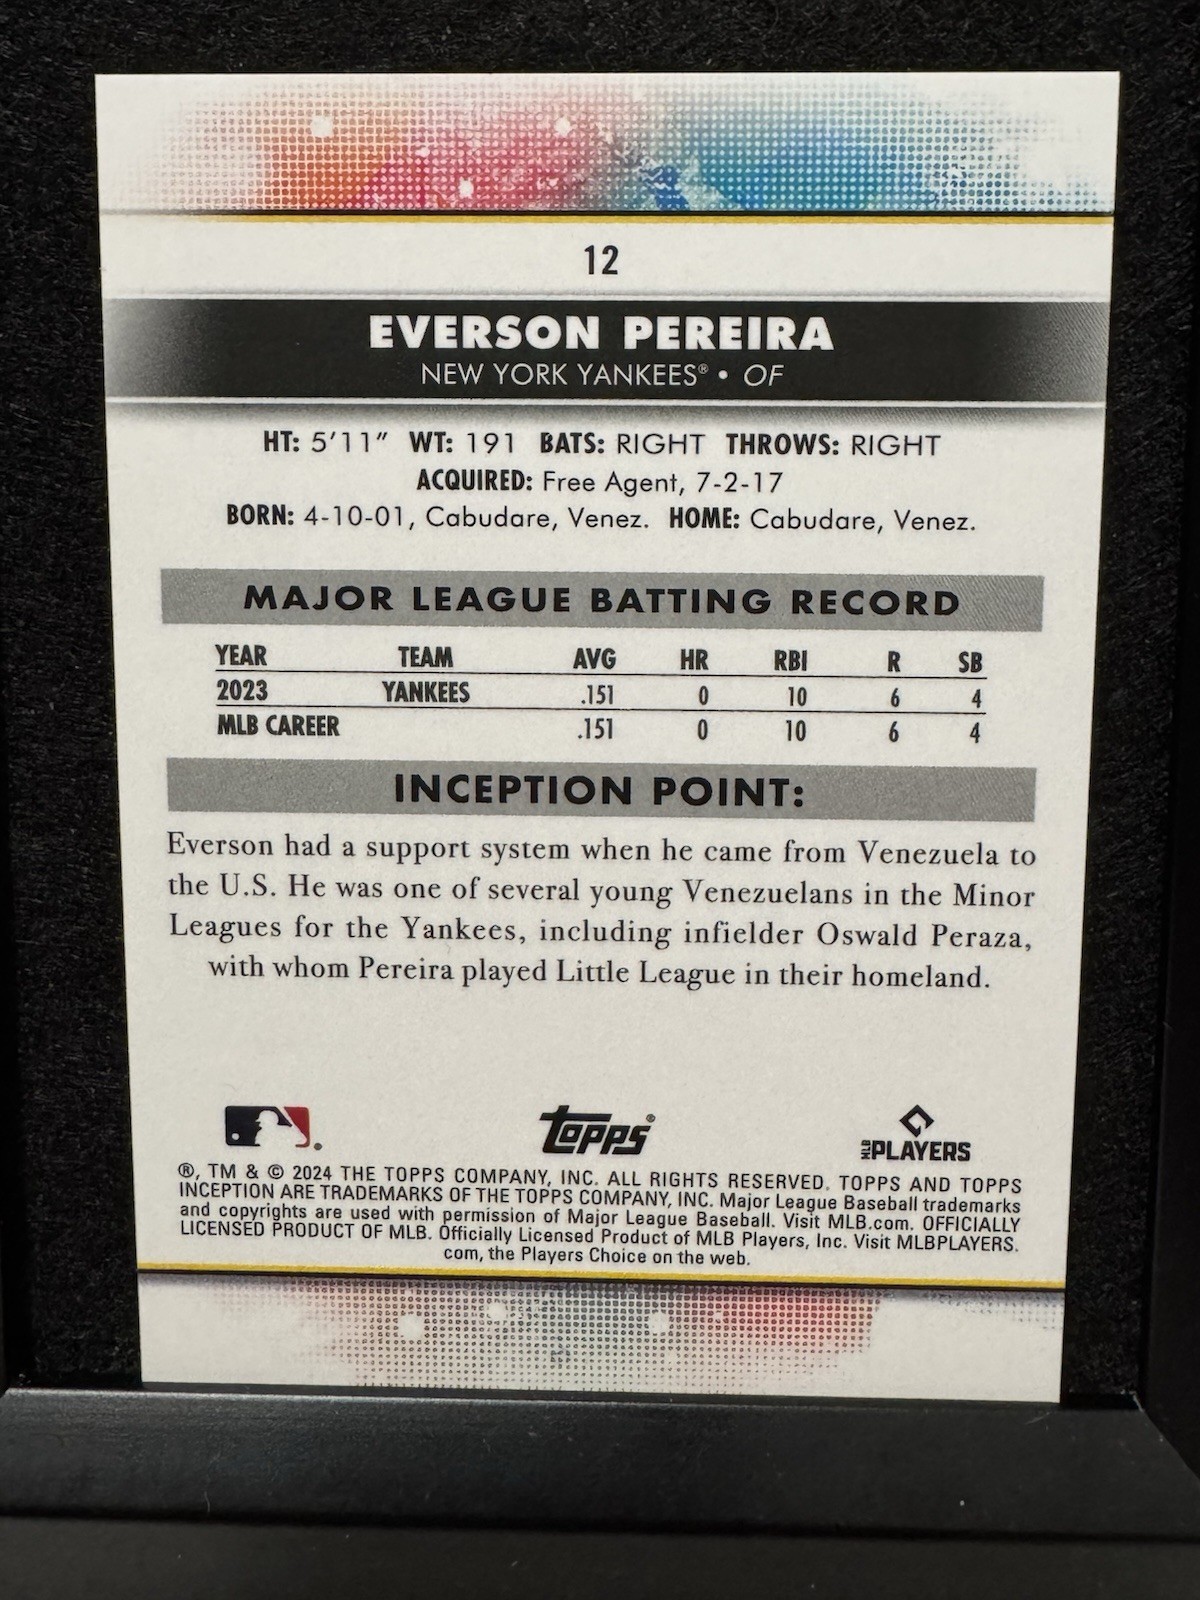 12
EVERSON PEREIRA
NEW YORK YANKEES® • OF
HT: 5'11" WT: 191 BATS: RIGHT THROWS: RIGHT
ACQUIRED: Free Agent, 7-2-17
BORN: 4-10-01, Cabudare, Venez. HOME: Cabudare, Venez.
MAJOR LEAGUE BATTING RECORD
YEAR TEAM AVG HR RBI R SB
2023 YANKEES .151 0 10 6 4
MLB CAREER .151 0 10 6 4
INCEPTION POINT:
Everson had a support system when he came from Venezuela to
the U.S. He was one of several young Venezuelans in the Minor
Leagues for the Yankees, including infielder Oswald Peraza,
with whom Pereira played Little League in their homeland.
topps®
MLB PLAYERS
®, TM & © 2024 THE TOPPS COMPANY, INC. ALL RIGHTS RESERVED. TOPPS AND TOPPS
INCEPTION ARE TRADEMARKS OF THE TOPPS COMPANY, INC. Major League Baseball trademarks
and copyrights are used with permission of Major League Baseball. Visit MLB.com. OFFICIALLY
LICENSED PRODUCT OF MLB. Officially Licensed Product of MLB Players, Inc. Visit MLBPLAYERS.
com, the Players Choice on the web.